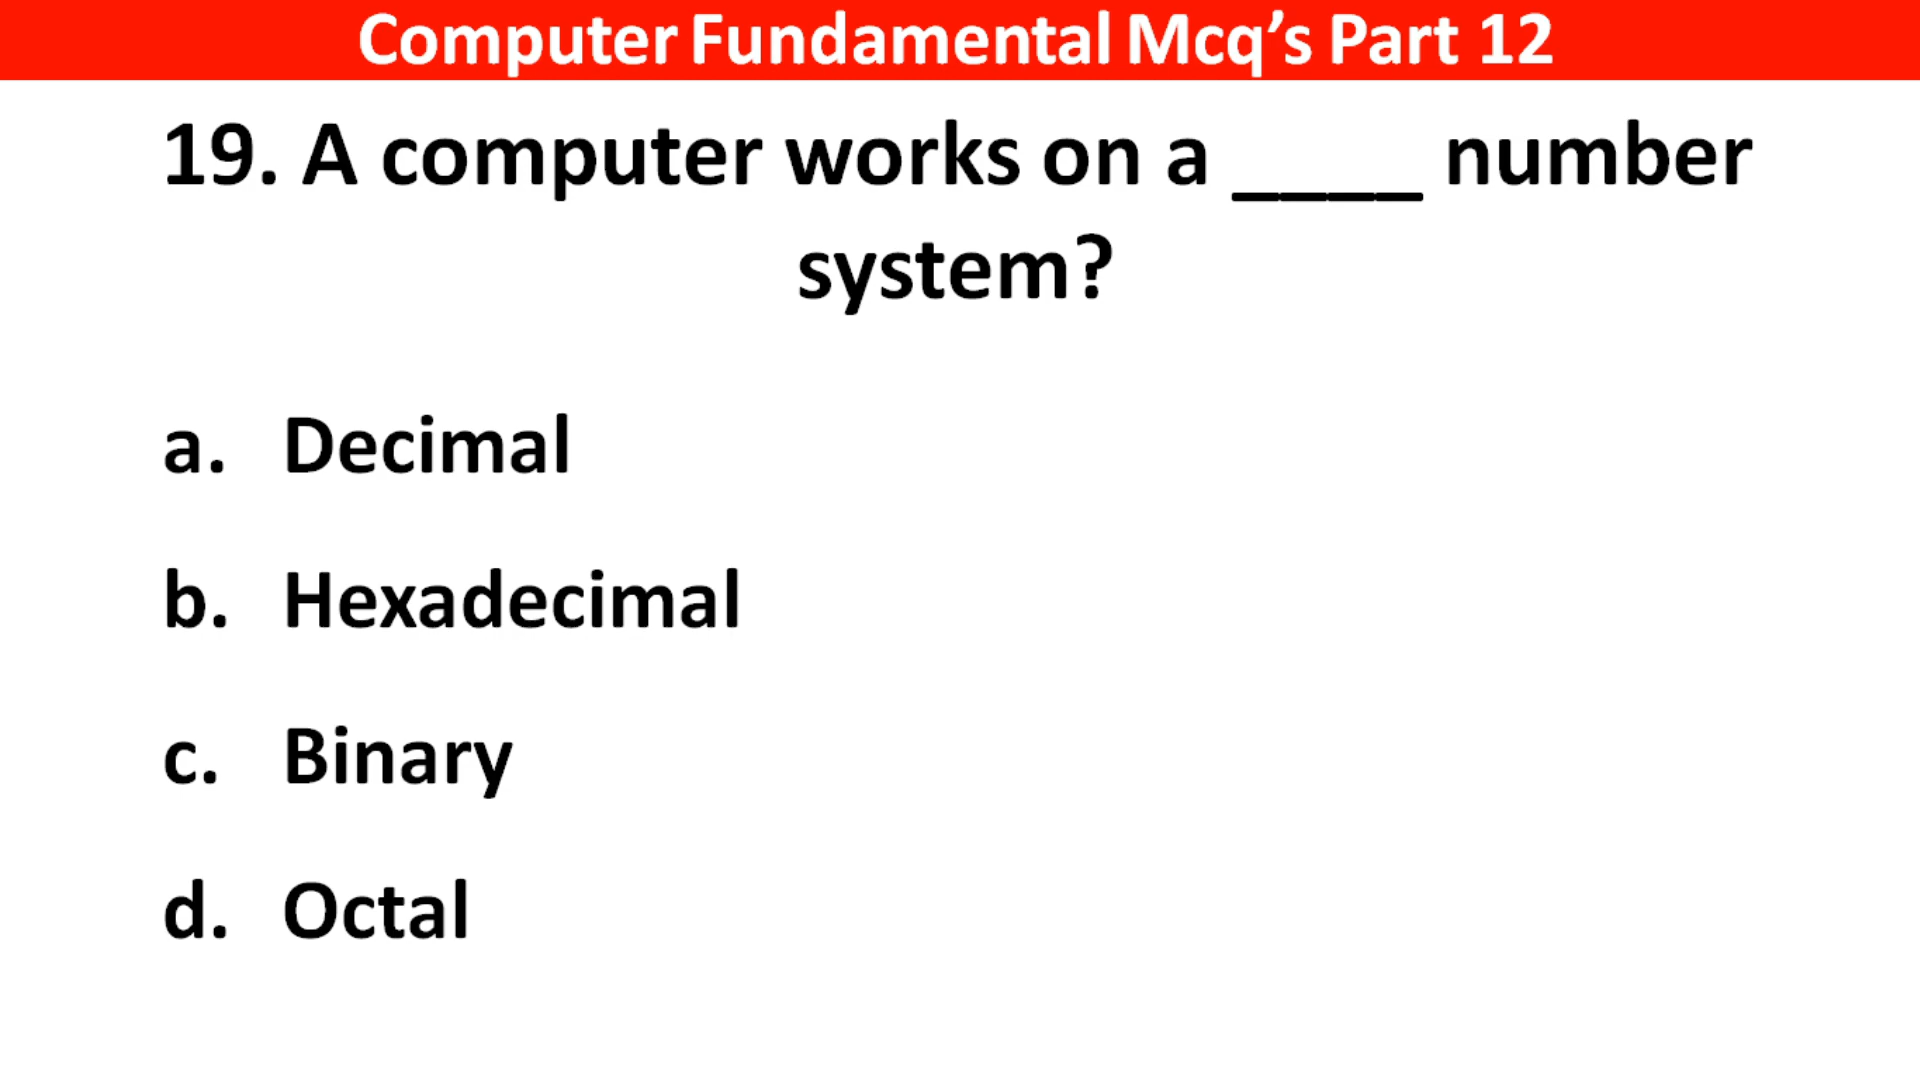 Computer Fundamental Mcq’s Part 12
19. A computer works on a ____ number
system?
a. Decimal
b. Hexadecimal
c. Binary
d. Octal